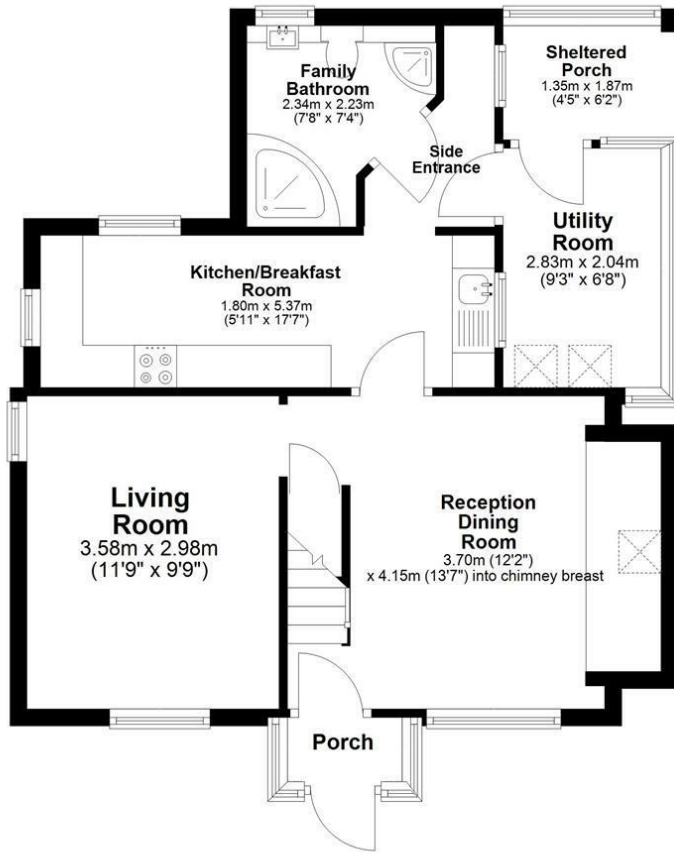 Family
Bathroom
2.34m x 2.23m
(7'8" x 7'4")
Sheltered
Porch
1.35m x 1.87m
(4'5" x 6'2")
Side
Entrance
Utility
Room
2.83m x 2.04m
(9'3" x 6'8")
Kitchen/Breakfast
Room
1.80m x 5.37m
(5'11" x 17'7")
Living
Room
3.58m x 2.98m
(11'9" x 9'9")
Reception
Dining
Room
3.70m (12'2")
x 4.15m (13'7") into chimney breast
Porch